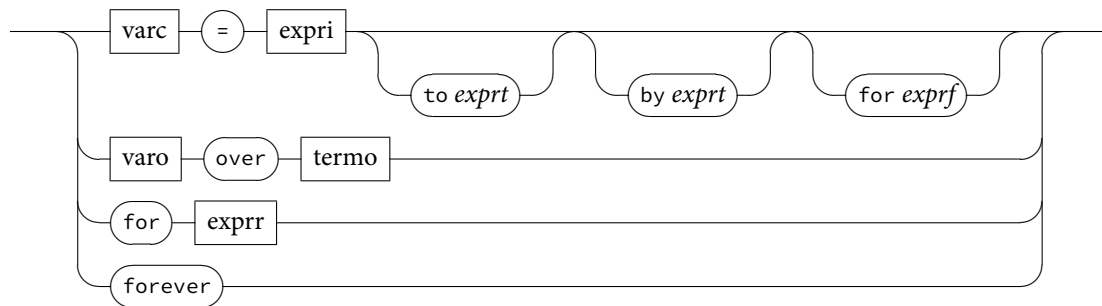 varc = expri
to exprt by exprt for exprf
varo over termo
for exprr
forever